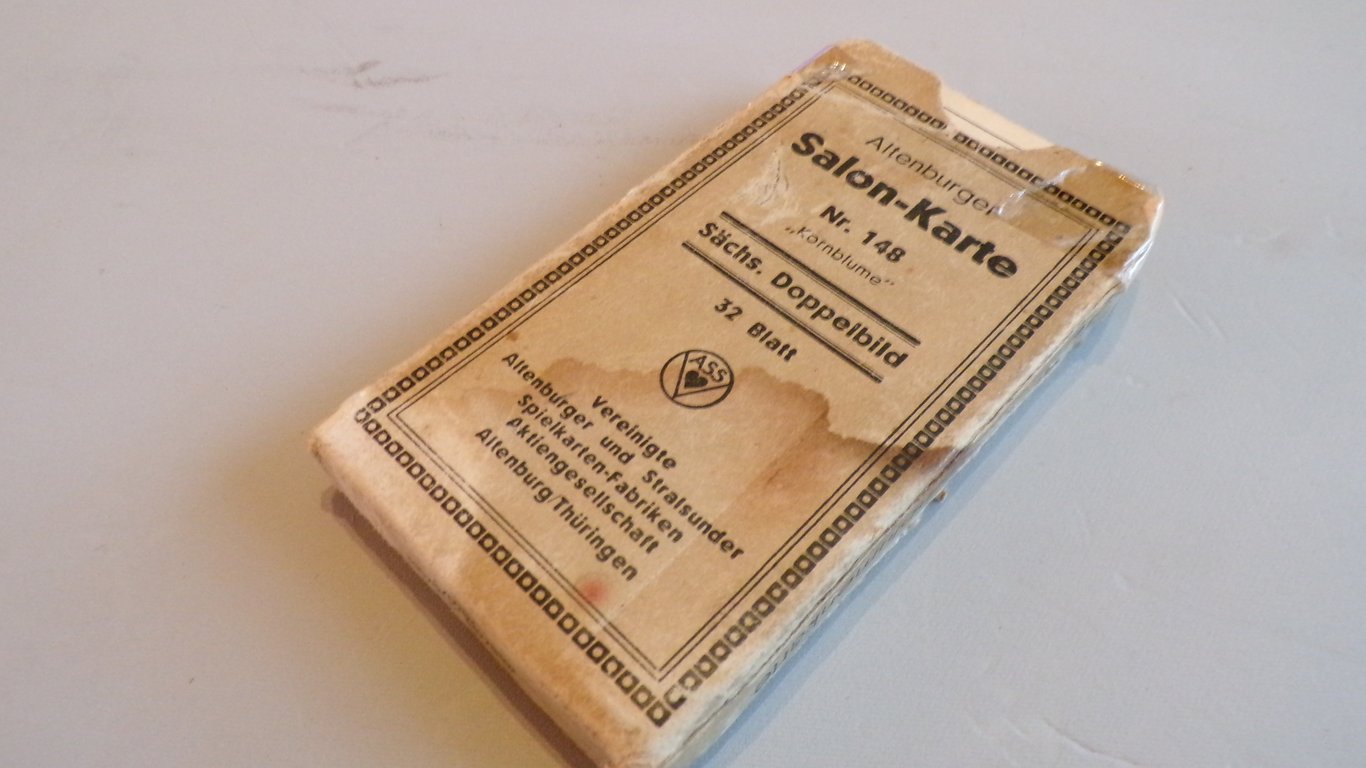 Altenburger
Salon-Karte
Nr. 148
„Kornblume”
Sächs. Doppelbild
32 Blatt
ASS
Vereinigte
Altenburger und Stralsunder
Spielkarten-Fabriken
Aktiengesellschaft
Altenburg/Thüringen